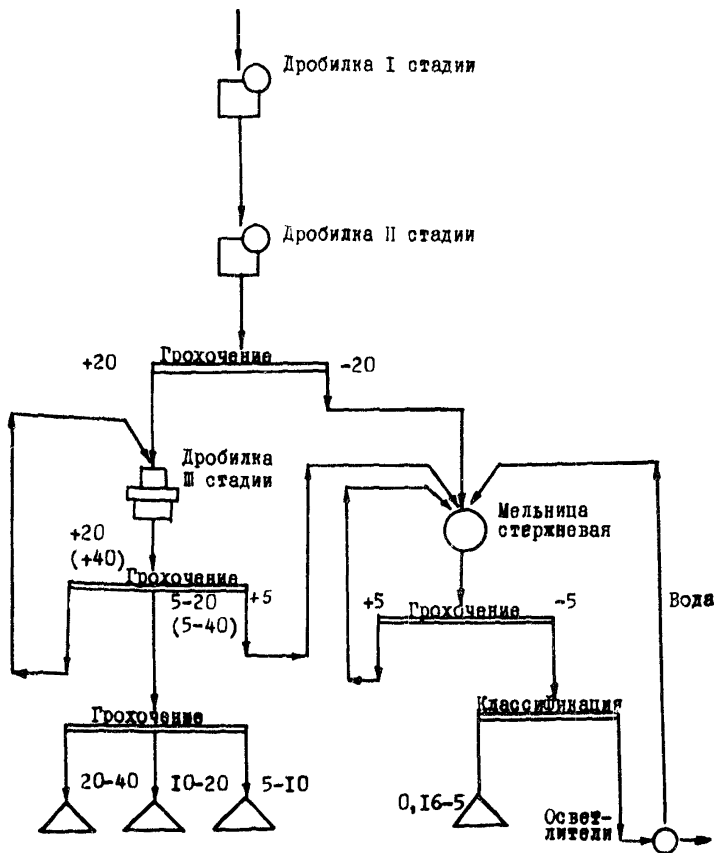 Дробилка I стадии
Дробилка II стадии
Грохочение
+20
-20
Дробилка
III стадии
Мельница
стержневая
+20
(+40)
Грохочение
5-20
(5-40)
+5
+5
Грохочение
-5
Вода
Классификация
Грохочение
20-40
10-20
5-10
0,16-5
Освет-
лители